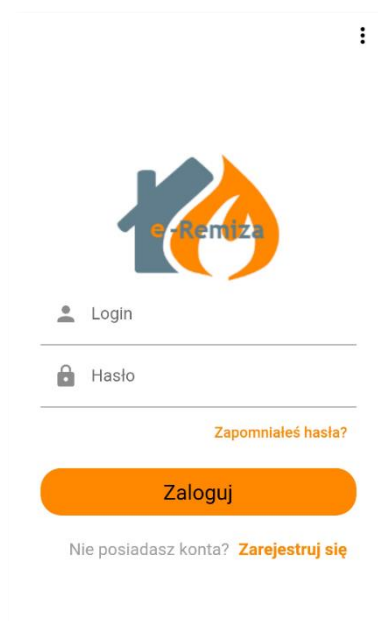 e-Remiza
Login
Hasło
Zapomniałeś hasła?
Zaloguj
Nie posiadasz konta? Zarejestruj się